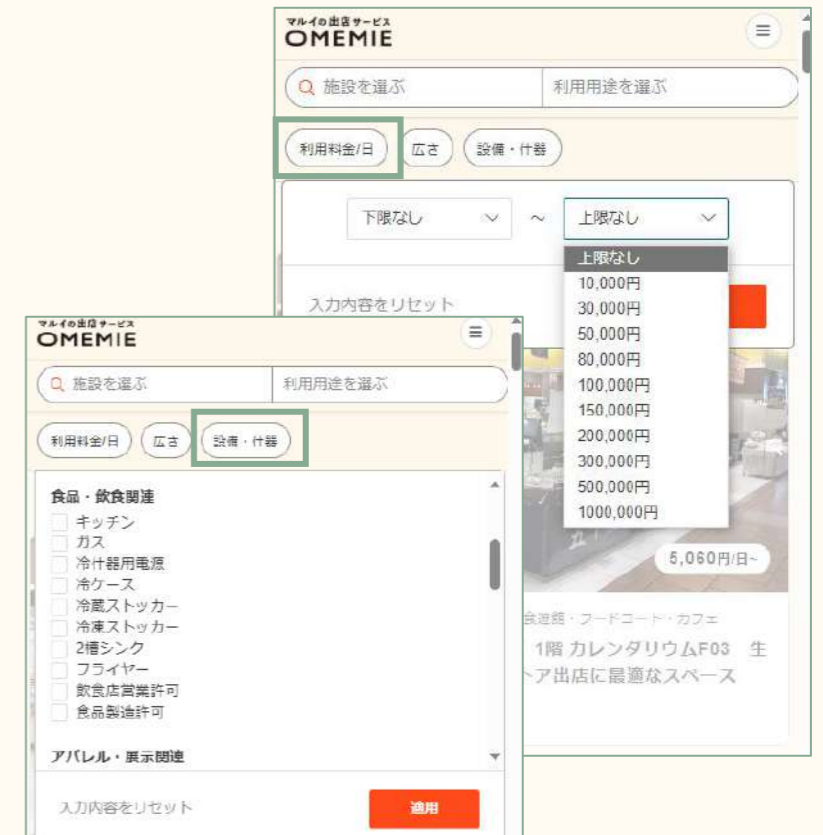 マルイの出店サービス
OMEMIE
施設を選ぶ
利用用途を選ぶ
利用料金/日
広さ
設備・什器
下限なし
～
上限なし
上限なし
10,000円
30,000円
50,000円
80,000円
100,000円
150,000円
200,000円
300,000円
500,000円
1000,000円
入力内容をリセット
5,060円/日~
食遊館・フードコート・カフェ
1階 カレンダリウムF03 生
ア出店に最適なスペース
マルイの出店サービス
OMEMIE
施設を選ぶ
利用用途を選ぶ
利用料金/日
広さ
設備・什器
食品・飲食関連
キッチン
ガス
冷什器用電源
冷ケース
冷蔵ストッカー
冷凍ストッカー
2槽シンク
フライヤー
飲食店営業許可
食品製造許可
アパレル・展示関連
入力内容をリセット
適用